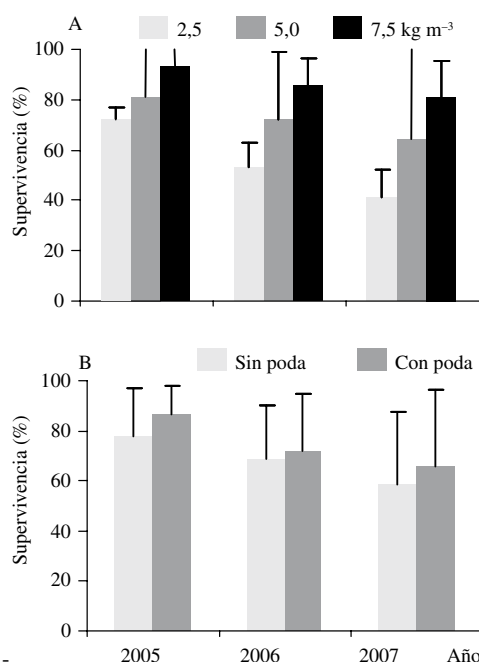 A
2,5 5,0 7,5 kg m⁻³
Supervivencia (%)
100
80
60
40
20
0
B
Sin poda Con poda
Supervivencia (%)
100
80
60
40
20
0
- 2005 2006 2007 Año